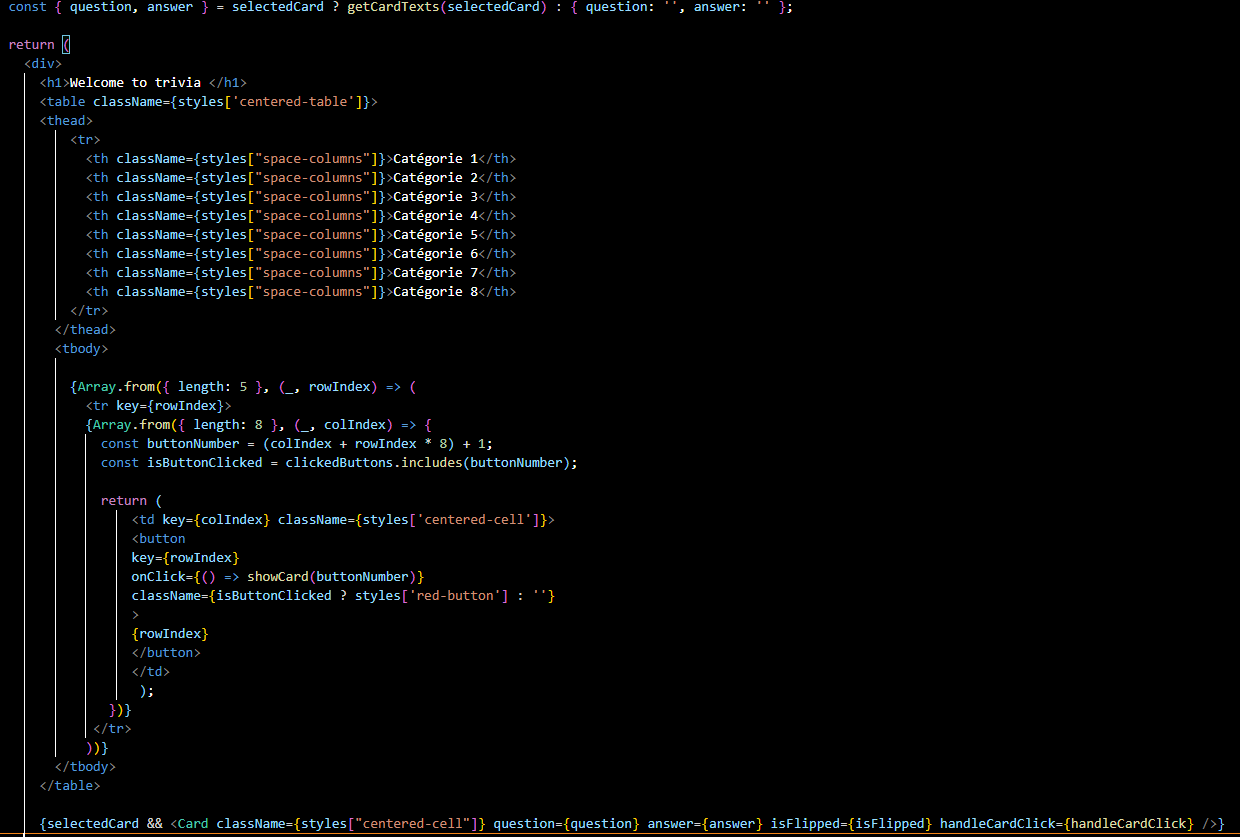 const { question, answer } = selectedCard ? getCardTexts(selectedCard) : { question: '', answer: '' };
return (
<div>
<h1>Welcome to trivia </h1>
<table className={styles['centered-table']}>
<thead>
<tr>
<th className={styles["space-columns"]}>Catégorie 1</th>
<th className={styles["space-columns"]}>Catégorie 2</th>
<th className={styles["space-columns"]}>Catégorie 3</th>
<th className={styles["space-columns"]}>Catégorie 4</th>
<th className={styles["space-columns"]}>Catégorie 5</th>
<th className={styles["space-columns"]}>Catégorie 6</th>
<th className={styles["space-columns"]}>Catégorie 7</th>
<th className={styles["space-columns"]}>Catégorie 8</th>
</tr>
</thead>
<tbody>
{Array.from({ length: 5 }, (_, rowIndex) => (
<tr key={rowIndex}>
{Array.from({ length: 8 }, (_, colIndex) => {
const buttonNumber = (colIndex + rowIndex * 8) + 1;
const isButtonClicked = clickedButtons.includes(buttonNumber);
return (
<td key={colIndex} className={styles['centered-cell']}>
<button
key={rowIndex}
onClick={() => showCard(buttonNumber)}
className={isButtonClicked ? styles['red-button'] : ''}
>
{rowIndex}
</button>
</td>
);
})}
</tr>
))}
</tbody>
</table>
{selectedCard && <Card className={styles["centered-cell"]} question={question} answer={answer} isFlipped={isFlipped} handleCardClick={handleCardClick} />}